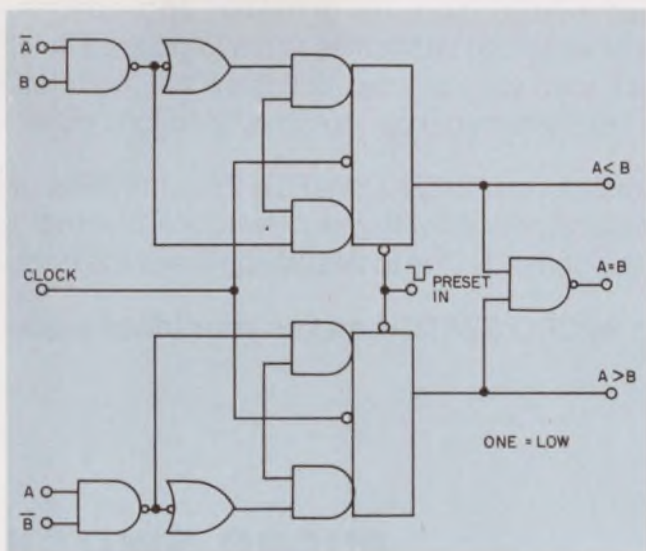 A̅
B
A<B
CLOCK
PRESET
IN
A=B
A>B
ONE = LOW
A
B̅